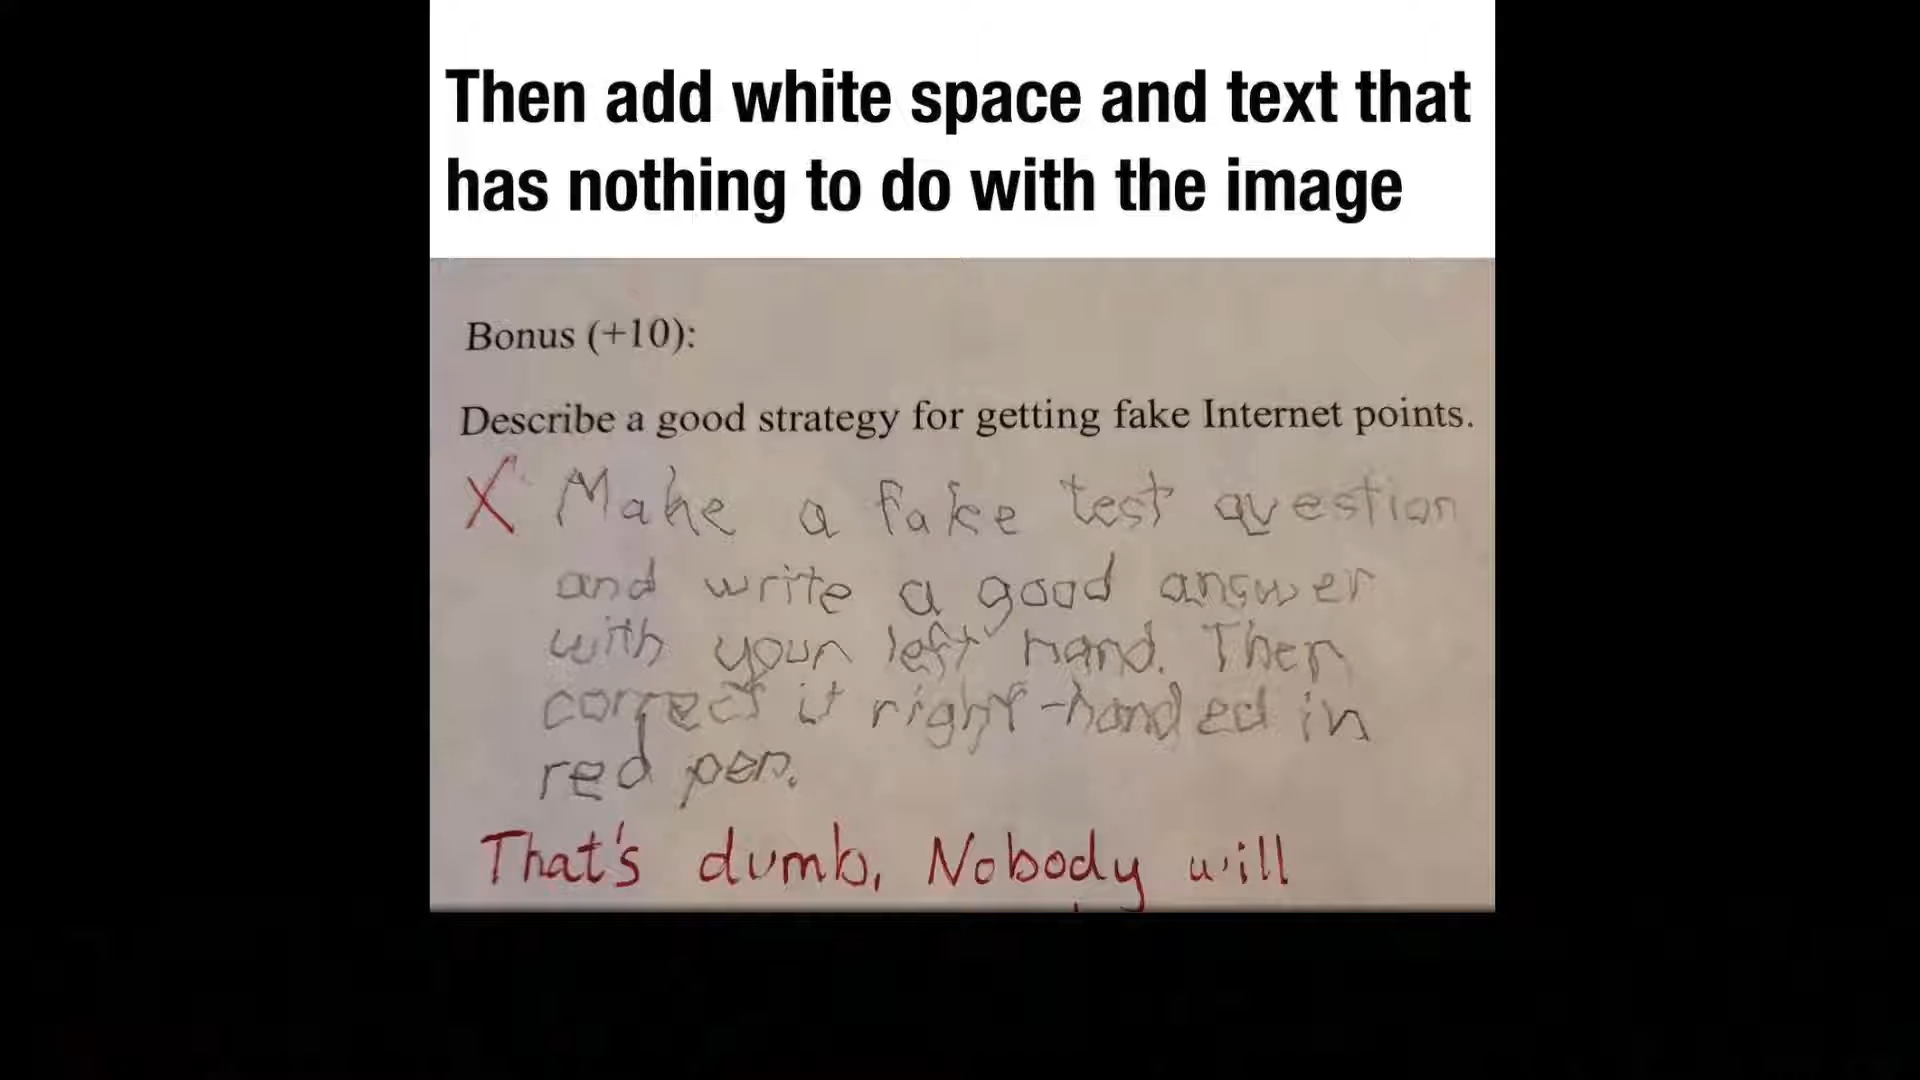 Then add white space and text that
has nothing to do with the image
Bonus (+10):
Describe a good strategy for getting fake Internet points.
X Make a fake test question
and write a good answer
with your left hand. Then
correct it right-handed in
red pen.
That's dumb. Nobody will